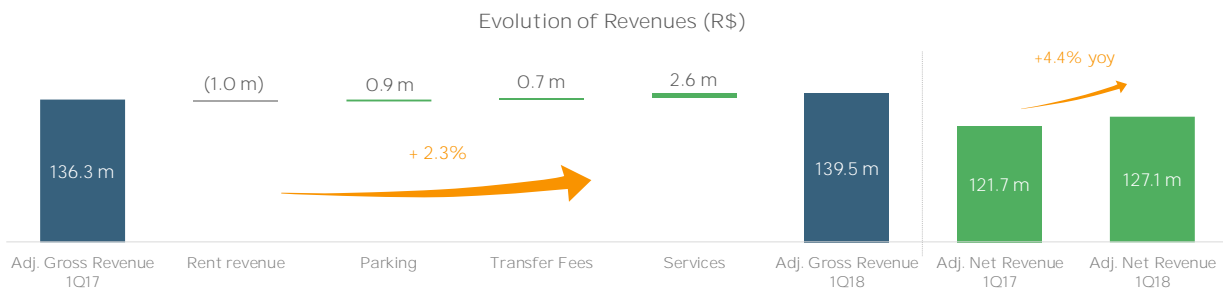 Evolution of Revenues (R$)
(1.0 m)
0.9 m
0.7 m
2.6 m
+4.4% yoy
+ 2.3%
136.3 m
139.5 m
121.7 m
127.1 m
Adj. Gross Revenue
1Q17
Rent revenue
Parking
Transfer Fees
Services
Adj. Gross Revenue
1Q18
Adj. Net Revenue
1Q17
Adj. Net Revenue
1Q18